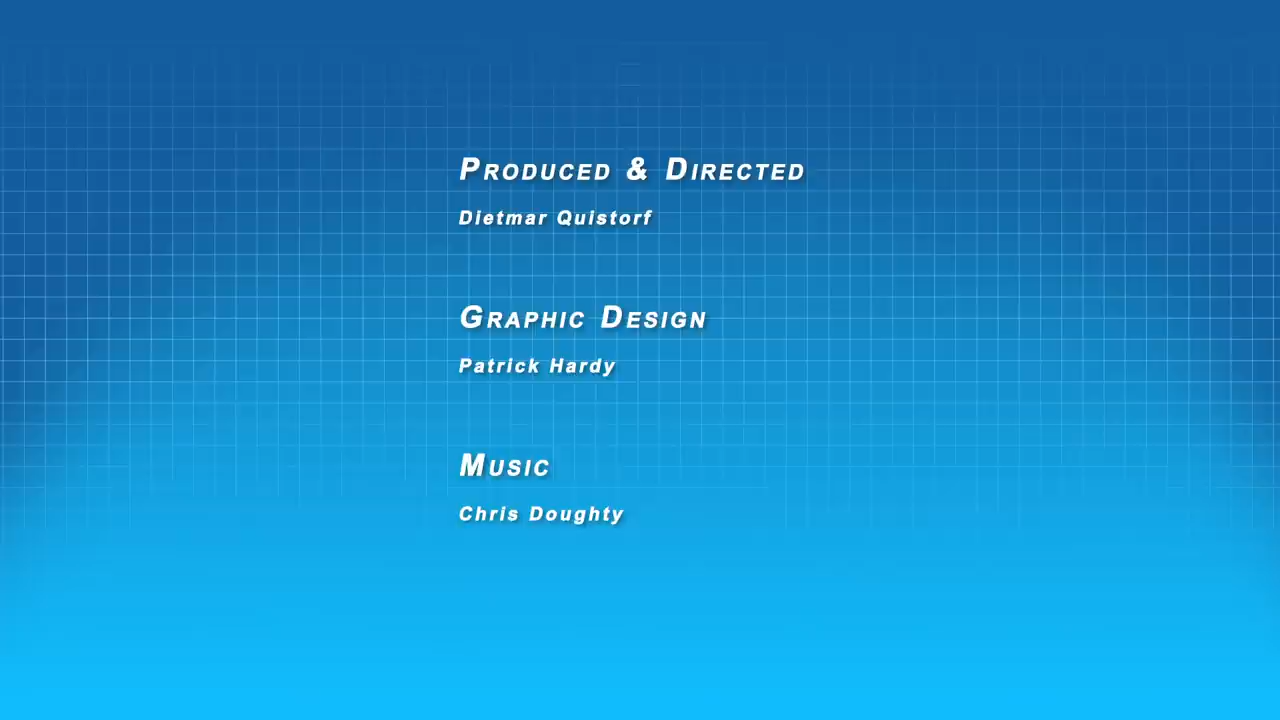 Produced & Directed
Dietmar Quistorf
Graphic Design
Patrick Hardy
Music
Chris Doughty